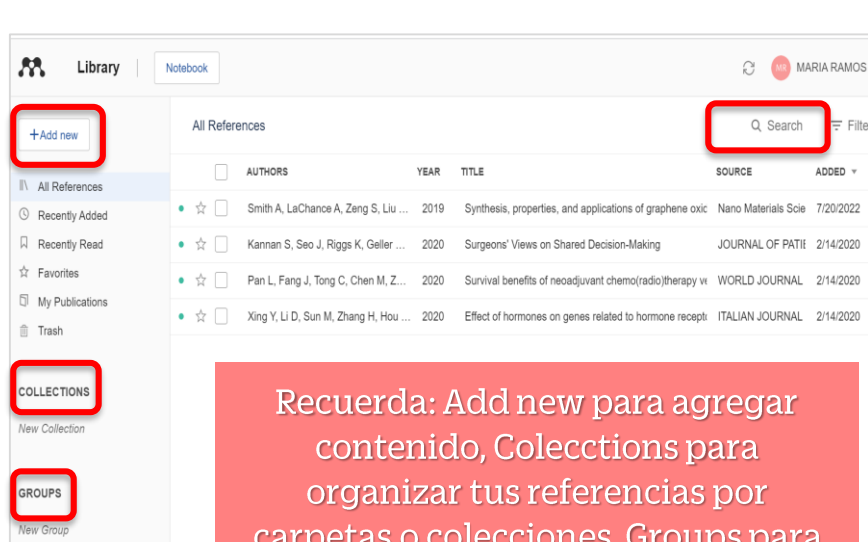 Library
Notebook
MR
MARIA RAMOS
+Add new
All References
Search
AUTHORS YEAR TITLE SOURCE ADDED
All References
Recently Added
Recently Read
Favorites
My Publications
Trash
Smith A, LaChance A, Zeng S, Liu ... 2019 Synthesis, properties, and applications of graphene Nano Materials 7/20/2022
Kannan S, Seo J, Riggs K, Geller ... 2020 Surgeons' Views on Shared Decision-Making JOURNAL OF 2/14/2020
Pan L, Fang J, Tong C, Chen M, Z... 2020 Survival benefits of neoadjuvant chemo(radio)therapy WORLD JOURNAL 2/14/2020
Xing Y, Li D, Sun M, Zhang H, Hou ... 2020 Effect of hormones on genes related to hormone ITALIAN JOURNAL 2/14/2020
COLLECTIONS
New Collection
GROUPS
New Group
Recuerda: Add new para agregar
contenido, Colecctions para
organizar tus referencias por
carpetas o colecciones, Groups para